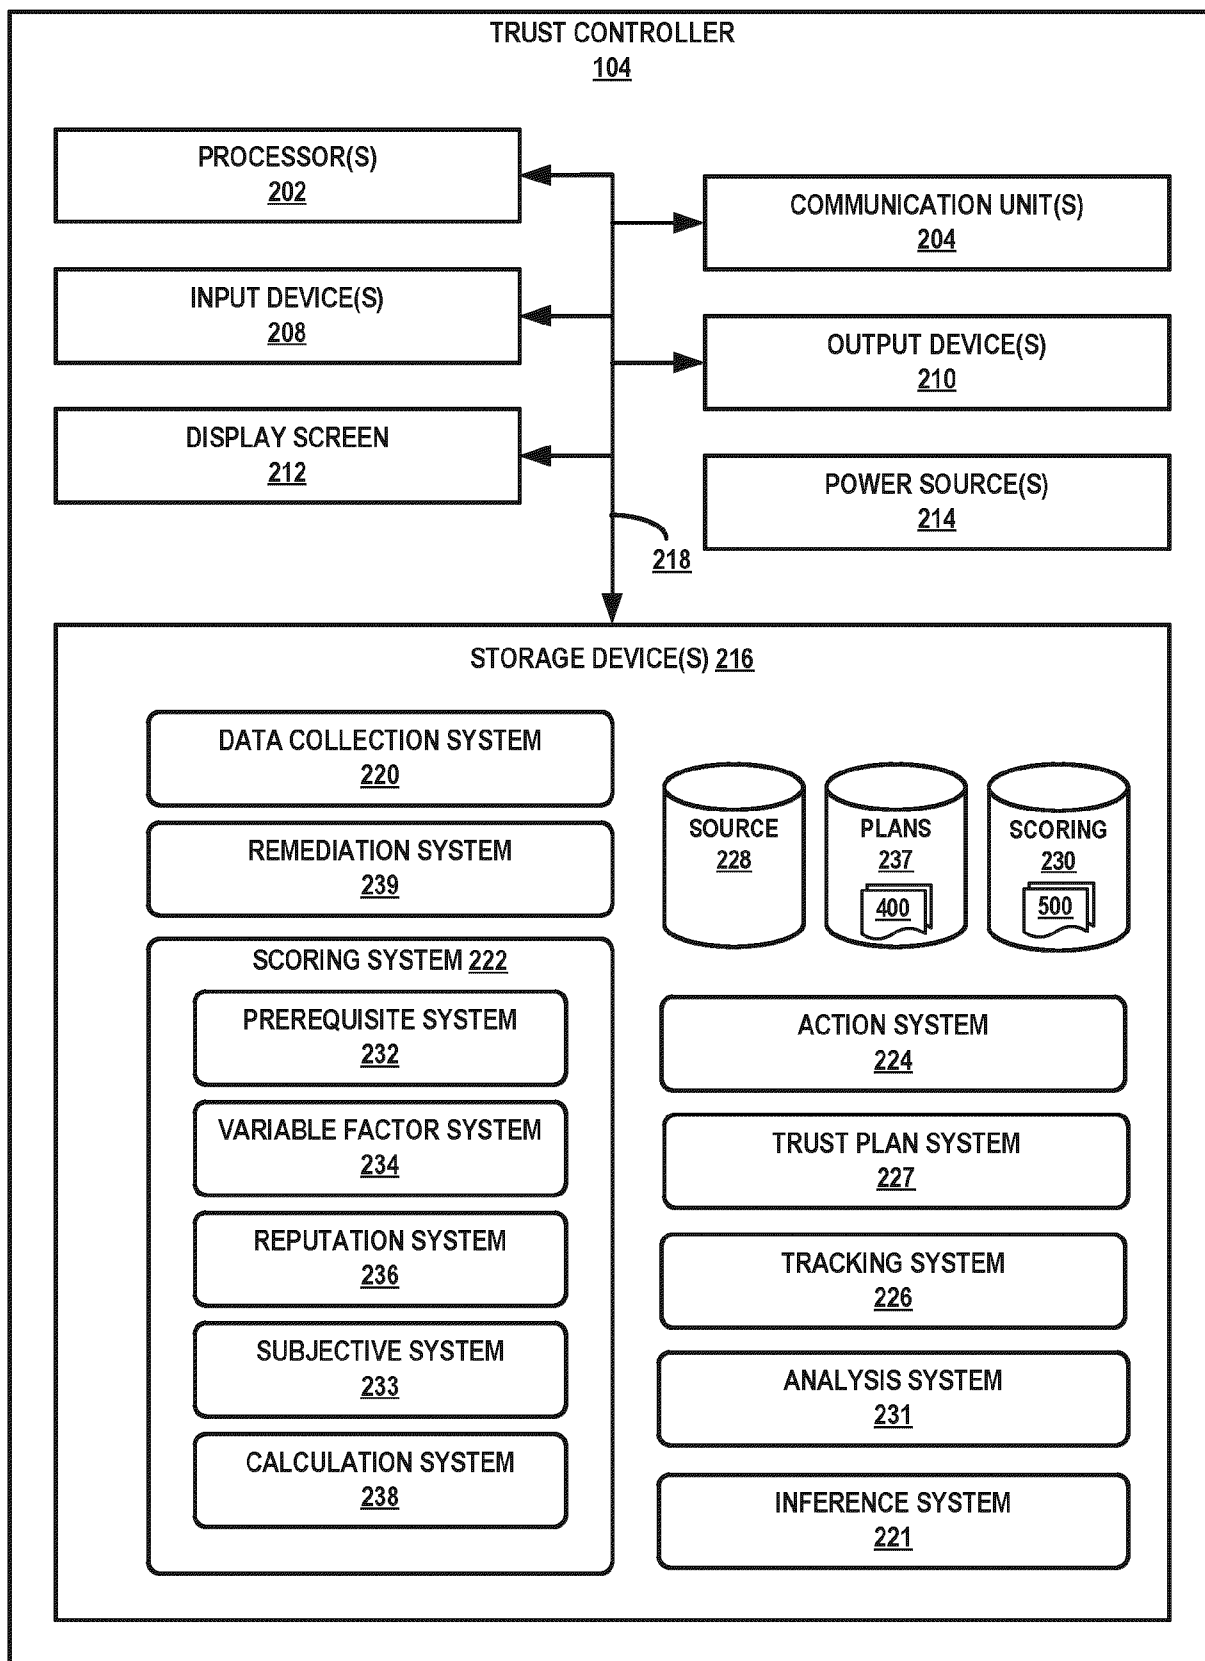 TRUST CONTROLLER
104
PROCESSOR(S)
202
COMMUNICATION UNIT(S)
204
INPUT DEVICE(S)
208
OUTPUT DEVICE(S)
210
DISPLAY SCREEN
212
POWER SOURCE(S)
214
218
STORAGE DEVICE(S) 216
DATA COLLECTION SYSTEM
220
REMEDIATION SYSTEM
239
SOURCE
228
PLANS
237
400
SCORING
230
500
SCORING SYSTEM 222
PREREQUISITE SYSTEM
232
VARIABLE FACTOR SYSTEM
234
REPUTATION SYSTEM
236
SUBJECTIVE SYSTEM
233
CALCULATION SYSTEM
238
ACTION SYSTEM
224
TRUST PLAN SYSTEM
227
TRACKING SYSTEM
226
ANALYSIS SYSTEM
231
INFERENCE SYSTEM
221